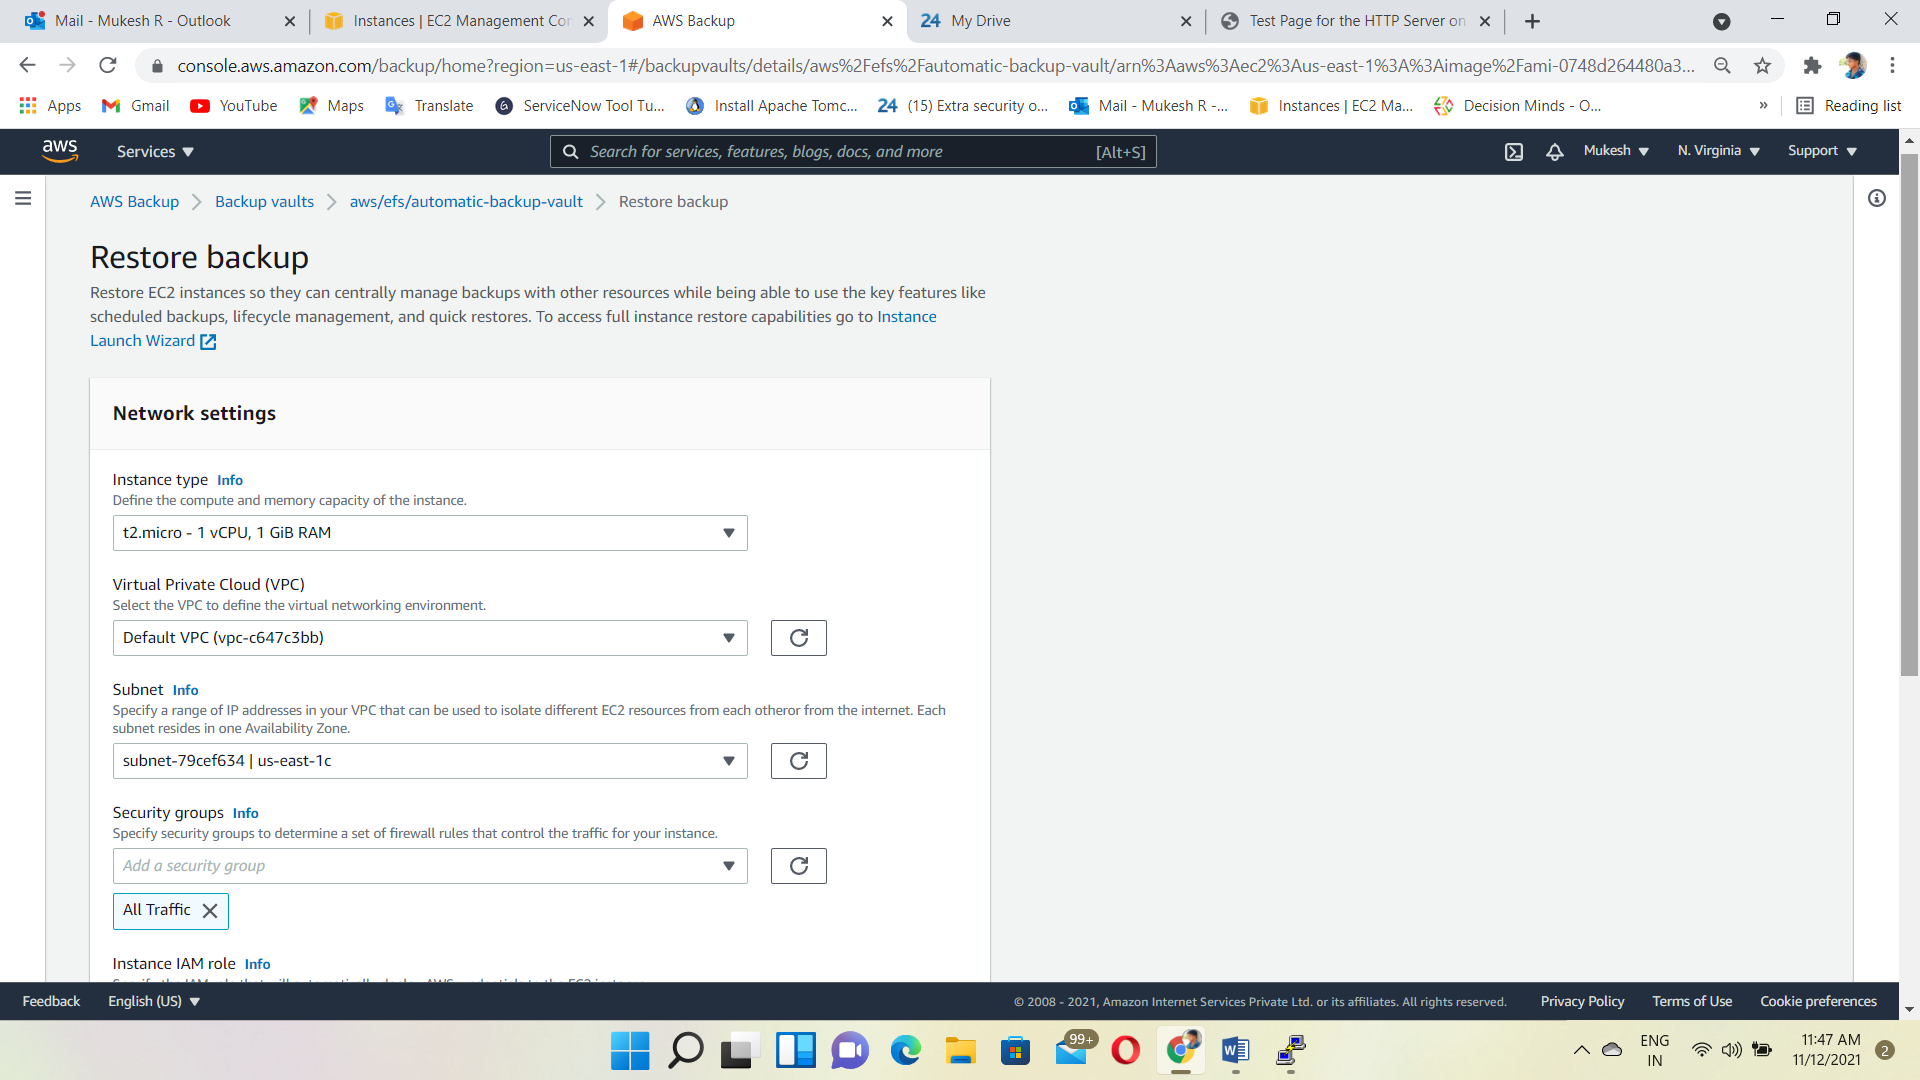 Mail - Mukesh R - Outlook
Instances | EC2 Management Con
AWS Backup
24 My Drive
Test Page for the HTTP Server on
console.aws.amazon.com/backup/home?region=us-east-1#/backupvaults/details/aws%2Fefs%2Fautomatic-backup-vault/arn%3Aaws%3Aec2%3Aus-east-1%3A%3Aimage%2Fami-0748d264480a3...
Apps
Gmail
YouTube
Maps
Translate
ServiceNow Tool Tu...
Install Apache Tomc...
24 (15) Extra security o...
Mail - Mukesh R -...
Instances | EC2 Ma...
Decision Minds - O...
»
Reading list
aws
Services
Search for services, features, blogs, docs, and more
[Alt+S]
Mukesh
N. Virginia
Support
AWS Backup
Backup vaults
aws/efs/automatic-backup-vault
Restore backup
Restore backup
Restore EC2 instances so they can centrally manage backups with other resources while being able to use the key features like
scheduled backups, lifecycle management, and quick restores. To access full instance restore capabilities go to Instance
Launch Wizard
Network settings
Instance type Info
Define the compute and memory capacity of the instance.
t2.micro - 1 vCPU, 1 GiB RAM
Virtual Private Cloud (VPC)
Select the VPC to define the virtual networking environment.
Default VPC (vpc-c647c3bb)
Subnet Info
Specify a range of IP addresses in your VPC that can be used to isolate different EC2 resources from each otheror from the internet. Each
subnet resides in one Availability Zone.
subnet-79cef634 | us-east-1c
Security groups Info
Specify security groups to determine a set of firewall rules that control the traffic for your instance.
Add a security group
All Traffic
Instance IAM role Info
Feedback
English (US)
© 2008 - 2021, Amazon Internet Services Private Ltd. or its affiliates. All rights reserved.
Privacy Policy
Terms of Use
Cookie preferences
99+
ENG
IN
11:47 AM
11/12/2021
2